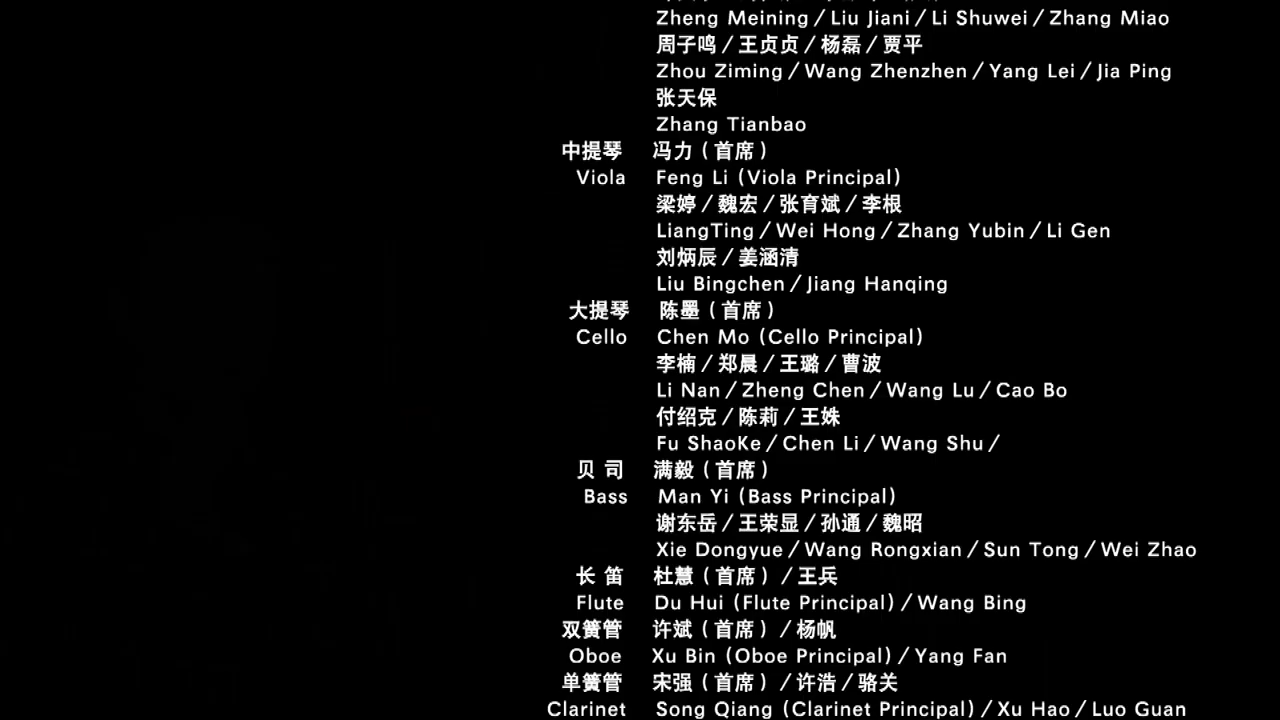 Zheng Meining / Liu Jiani / Li Shuwei / Zhang Miao
周子鸣 / 王贞贞 / 杨磊 / 贾平
Zhou Ziming / Wang Zhenzhen / Yang Lei / Jia Ping
张天保
Zhang Tianbao
中提琴 冯力（首席）
Viola Feng Li (Viola Principal)
梁婷 / 魏宏 / 张育斌 / 李根
LiangTing / Wei Hong / Zhang Yubin / Li Gen
刘炳辰 / 姜涵清
Liu Bingchen / Jiang Hanqing
大提琴 陈墨（首席）
Cello Chen Mo (Cello Principal)
李楠 / 郑晨 / 王璐 / 曹波
Li Nan / Zheng Chen / Wang Lu / Cao Bo
付绍克 / 陈莉 / 王姝
Fu ShaoKe / Chen Li / Wang Shu /
贝 司 满毅（首席）
Bass Man Yi (Bass Principal)
谢东岳 / 王荣显 / 孙通 / 魏昭
Xie Dongyue / Wang Rongxian / Sun Tong / Wei Zhao
长 笛 杜慧（首席）/ 王兵
Flute Du Hui (Flute Principal) / Wang Bing
双簧管 许斌（首席）/ 杨帆
Oboe Xu Bin (Oboe Principal) / Yang Fan
单簧管 宋强（首席）/ 许浩 / 骆关
Clarinet Song Qiang (Clarinet Principal) / Xu Hao / Luo Guan